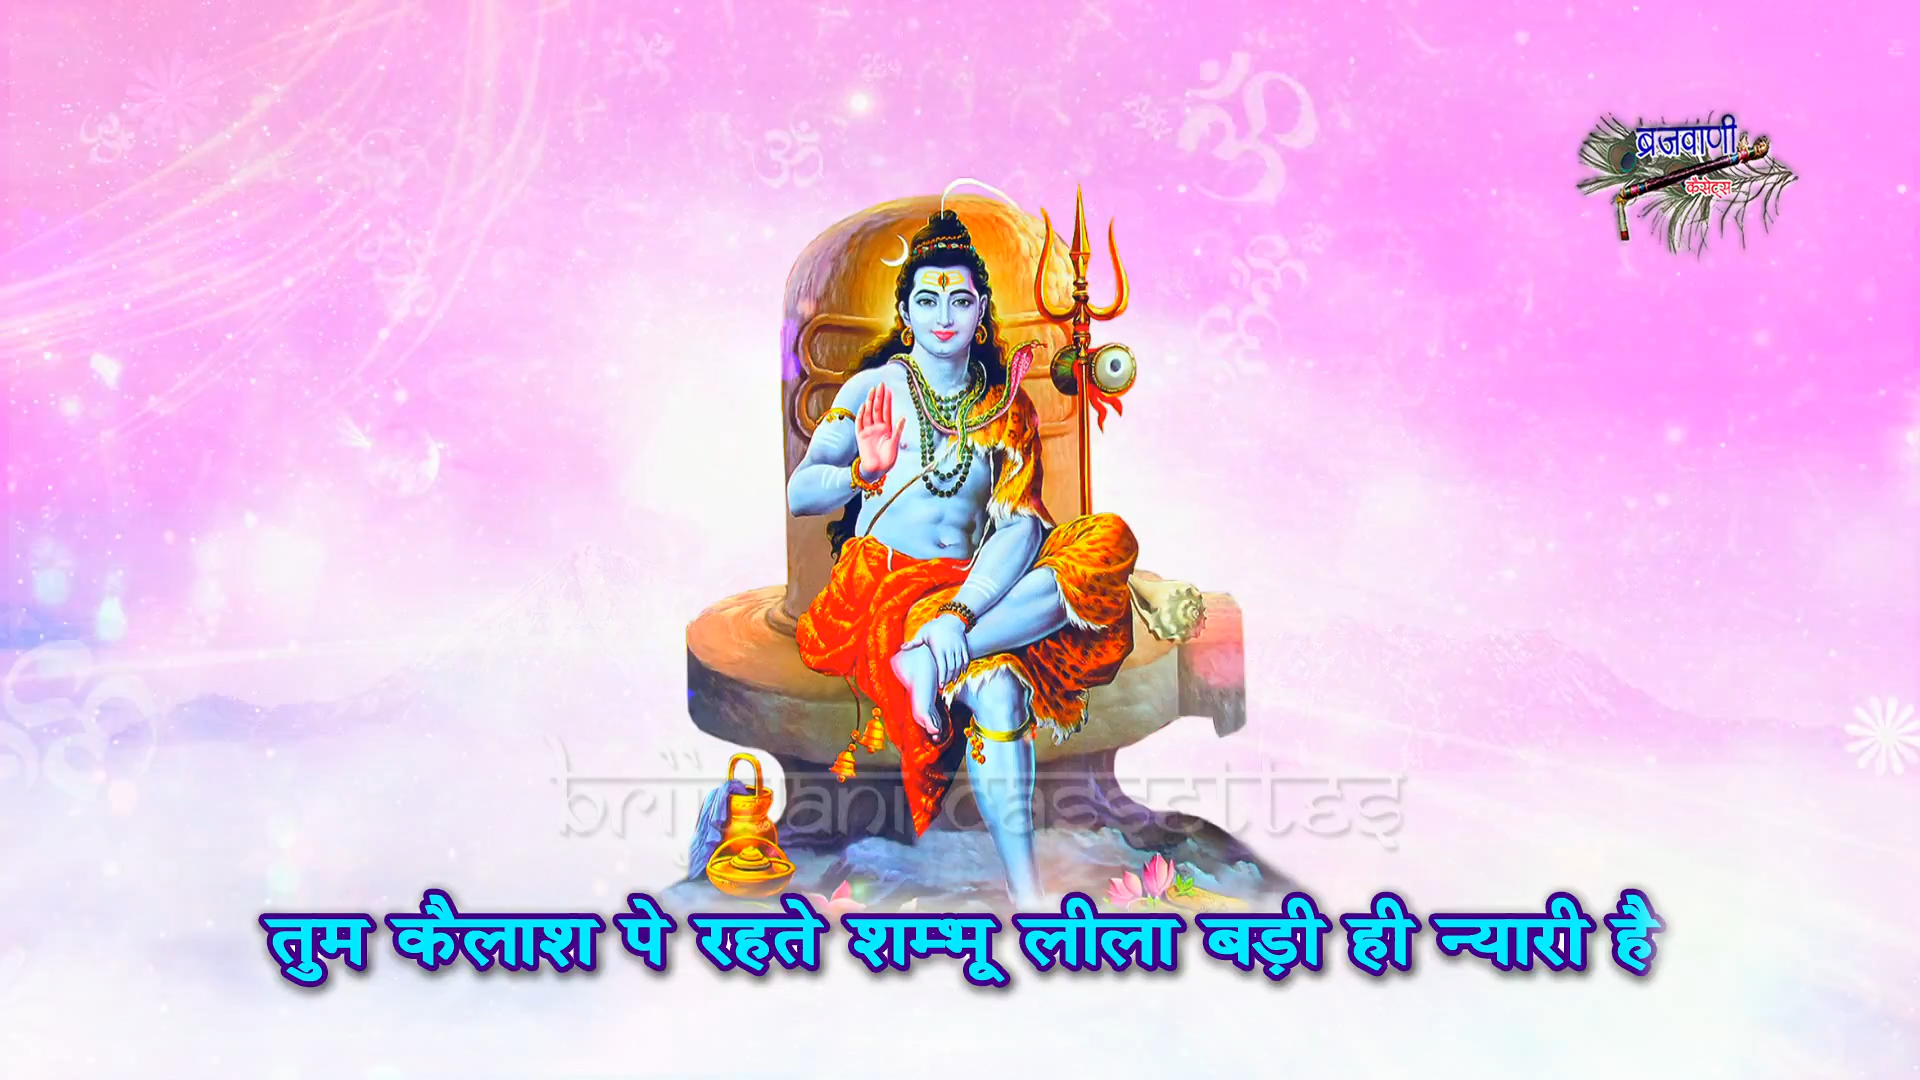 ब्रजवाणी
कैसेट्स
Brijvani Cassettes
तुम कैलाश पे रहते शम्भू लीला बड़ी ही न्यारी है